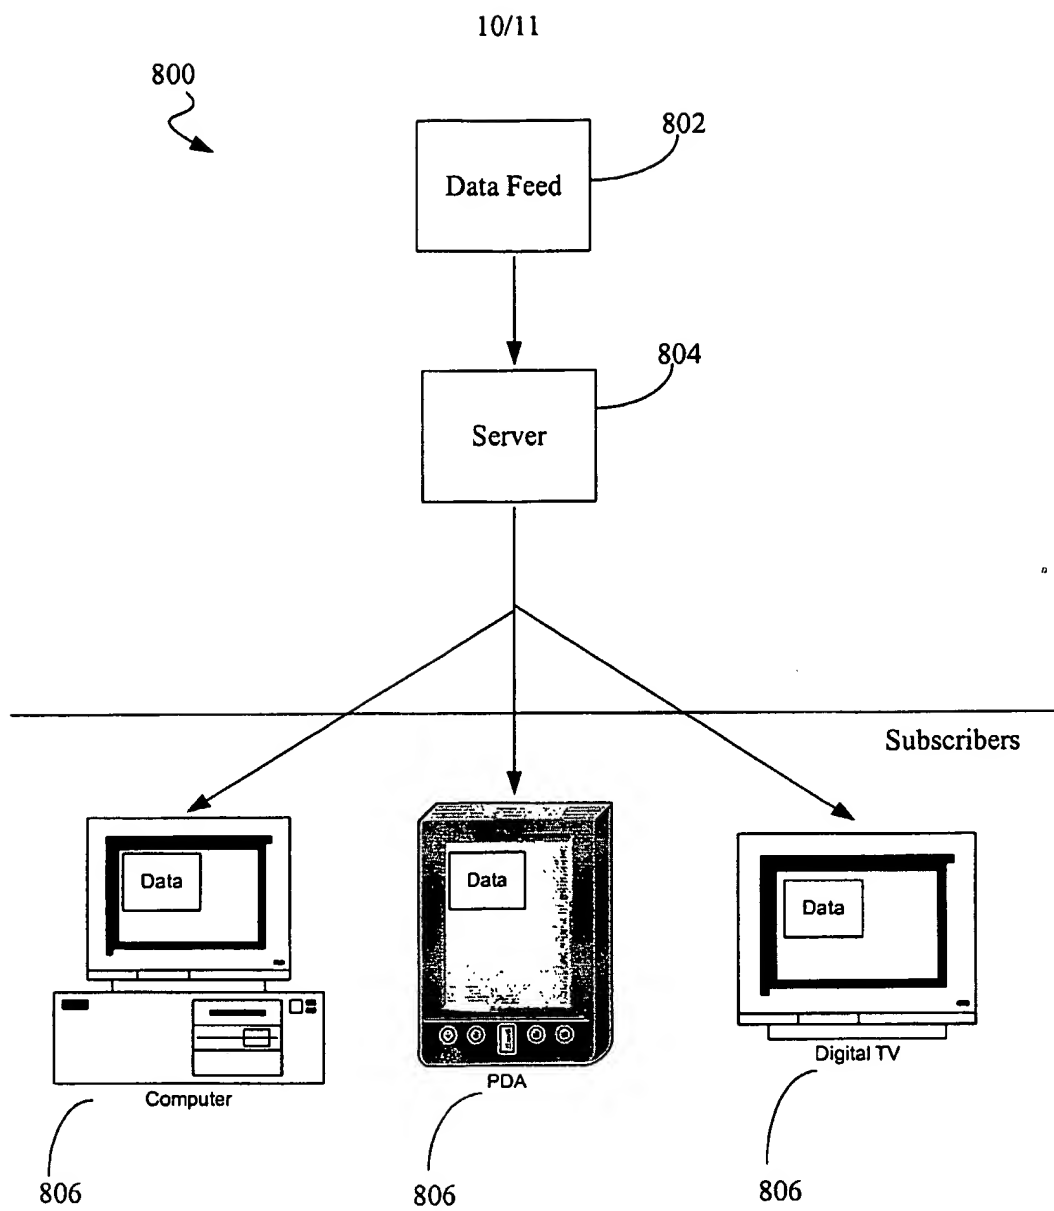 10/11
800
802
Data Feed
804
Server
Subscribers
Data
Data
Data
Computer
PDA
Digital TV
806
806
806